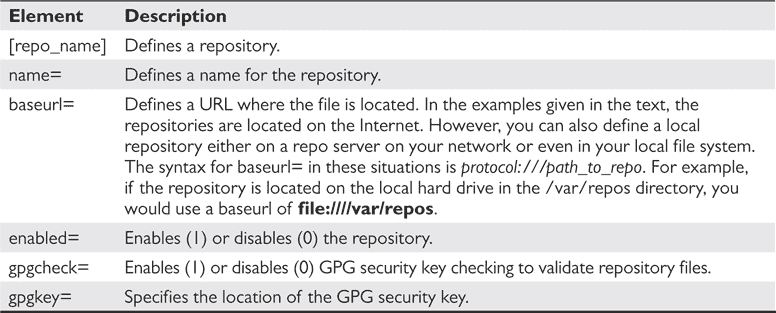 Element Description
[repo_name] Defines a repository.
name= Defines a name for the repository.
baseurl= Defines a URL where the file is located. In the examples given in the text, the
repositories are located on the Internet. However, you can also define a local
repository either on a repo server on your network or even in your local file system.
The syntax for baseurl= in these situations is protocol:///path_to_repo. For example,
if the repository is located on the local hard drive in the /var/repos directory, you
would use a baseurl of file:////var/repos.
enabled= Enables (1) or disables (0) the repository.
gpgcheck= Enables (1) or disables (0) GPG security key checking to validate repository files.
gpgkey= Specifies the location of the GPG security key.